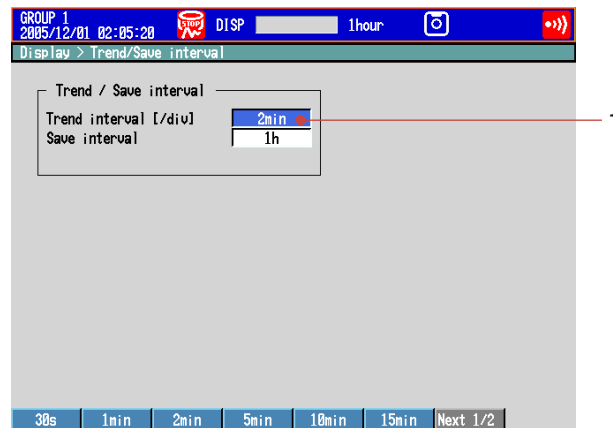 GROUP 1
2005/12/01 02:05:20 STOP DISP 1hour
Display > Trend/Save interval
Trend / Save interval
Trend interval [/div] 2min
Save interval 1h
30s 1min 2min 5min 10min 15min Next 1/2